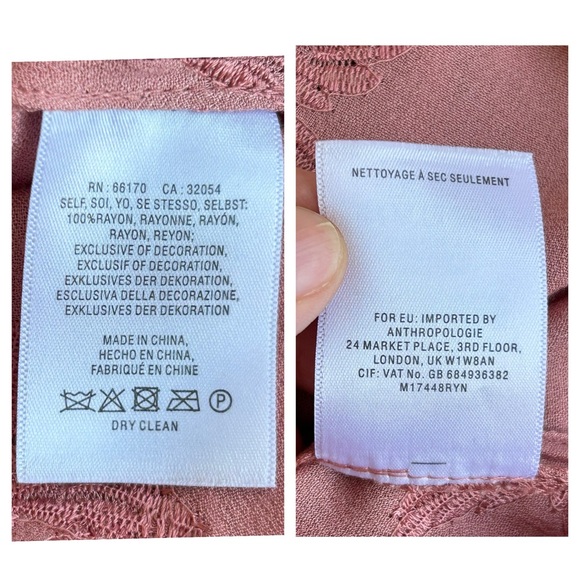 RN : 66170 CA : 32054
SELF, SOI, YO, SE STESSO, SELBST:
100%RAYON, RAYONNE, RAYÓN,
RAYON, REYON;
EXCLUSIVE OF DECORATION,
EXCLUSIF OF DEKORATION,
EXKLUSIVES DER DEKORATION,
ESCLUSIVA DELLA DECORAZIONE,
EXKLUSIVES DER DEKORATION
MADE IN CHINA,
HECHO EN CHINA,
FABRIQUÉ EN CHINE
P
DRY CLEAN
NETTOYAGE À SEC SEULEMENT
FOR EU: IMPORTED BY
ANTHROPOLOGIE
24 MARKET PLACE, 3RD FLOOR,
LONDON, UK W1W8AN
CIF: VAT No. GB 684936382
M17448RYN